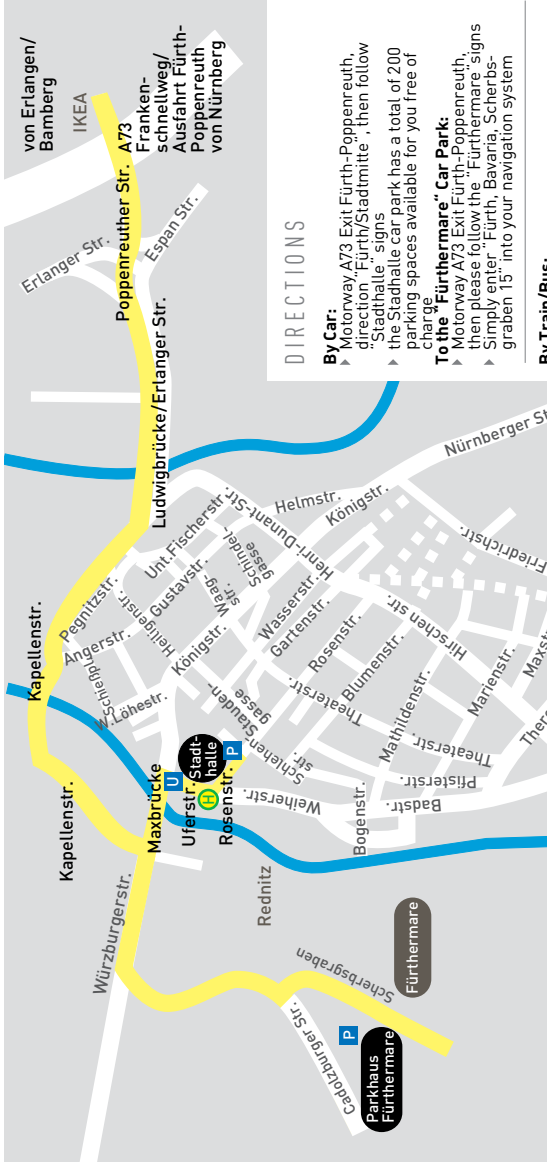 von Erlangen/
Bamberg
IKEA
A73
Franken-
schnellweg/
Ausfahrt Fürth-
Poppenreuth
von Nürnberg
Poppenreuther Str.
Erlanger Str.
Espan Str.
Ludwigbrücke/Erlanger Str.
Kapellenstr.
Pegnitzstr.
Angerstr.
Schießpl.
W.Löhestr.
Heiligenstr.
Gustavstr.
Unt Fischerstr.
Waag-
str.
Schindel-
gasse
Königstr.
Henri-Dunant-Str.
Helmstr.
Königstr.
Nürnberger St
Friedrichstr.
Wasserstr.
Gartenstr.
Rosenstr.
Blumenstr.
Theaterstr.
Hirschenstr.
Mathildenstr.
Marienstr.
Maxst
Ther
Theaterstr.
Pfisterstr.
Badstr.
Bogenstr.
Weiherstr.
Schlehen-
str.
Stauden-
gasse
Kapellenstr.
Maxbrücke
Uferstr.
Rosenstr.
Stadt-
halle
U
H
P
Würzburgerstr.
Rednitz
Scherbsgraben
Cadolzburger Str.
P
Parkhaus
Fürthermare
Fürthermare
DIRECTIONS
By Car:
Motorway A73 Exit Fürth-Poppenreuth,
direction "Fürth/Stadtmitte", then follow
"Stadthalle" signs
the Stadhalle car park has a total of 200
parking spaces available for you free of
charge
To the "Fürthermare" Car Park:
Motorway A73 Exit Fürth-Poppenreuth,
then please follow the "Fürthermare" signs
Simply enter "Fürth, Bavaria, Scherbs-
graben 15" into your navigation system
By Train/Bus: